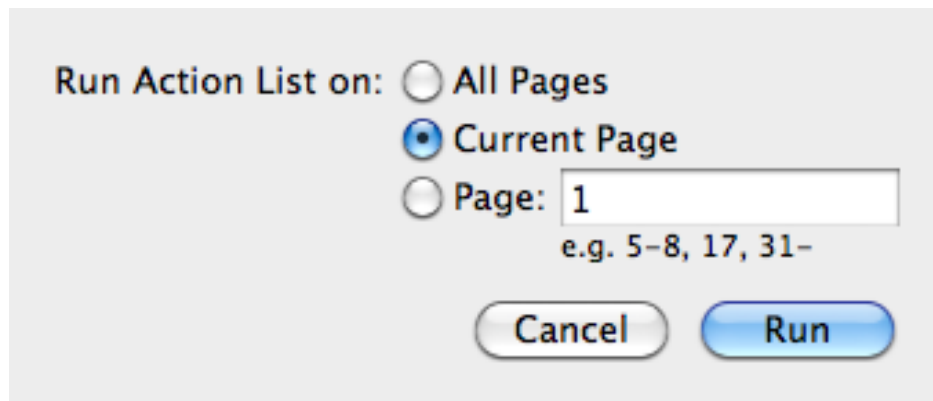 Run Action List on: All Pages
Current Page
Page: 1
e.g. 5–8, 17, 31–
Cancel Run